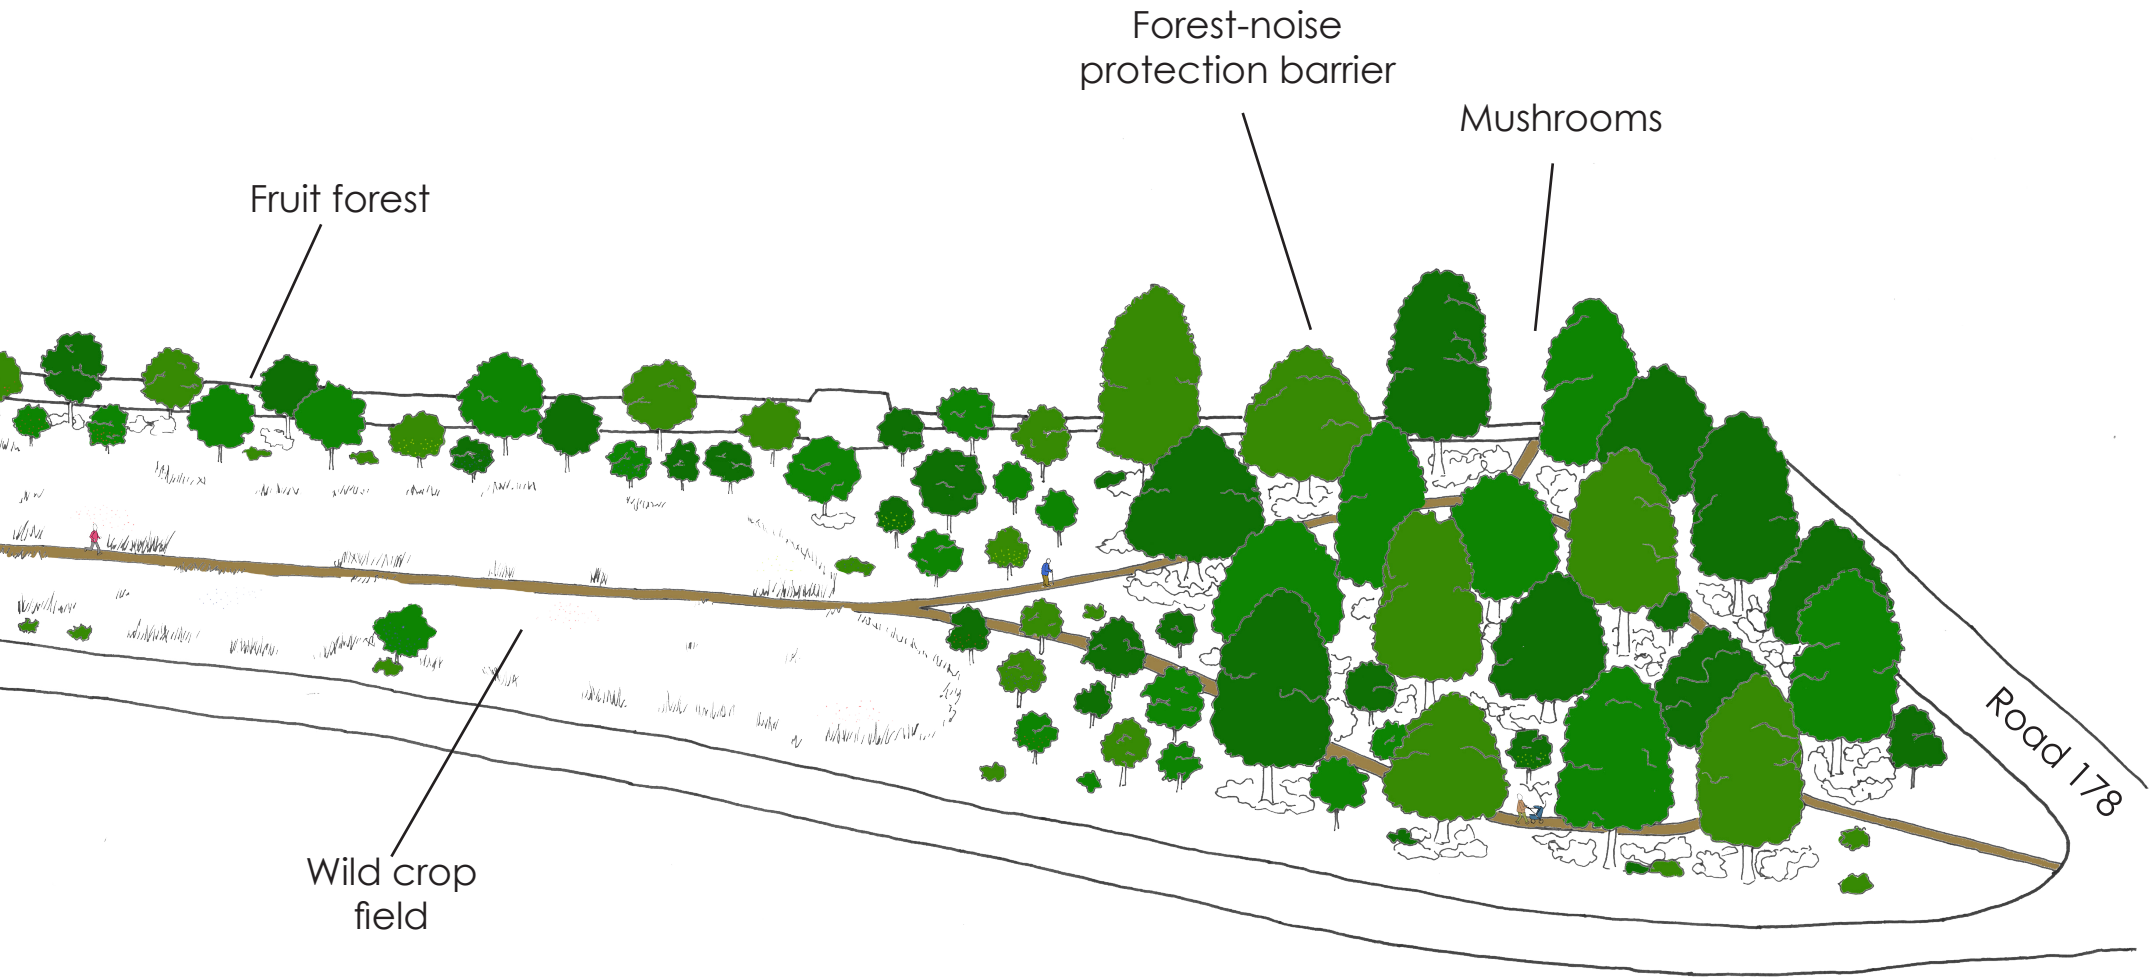 Forest-noise
protection barrier
Mushrooms
Fruit forest
Road 178
Wild crop
field